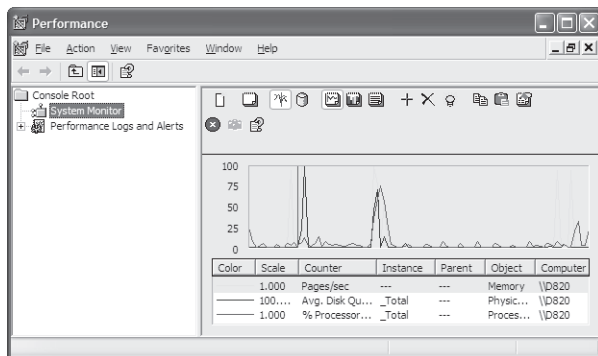 Performance
File Action View Favorites Window Help
Console Root
System Monitor
Performance Logs and Alerts
100
75
50
25
0
Color Scale Counter Instance Parent Object Computer
1.000 Pages/sec --- --- Memory \\D820
100.... Avg. Disk Qu... _Total --- Physic... \\D820
1.000 % Processor... _Total --- Proces... \\D820